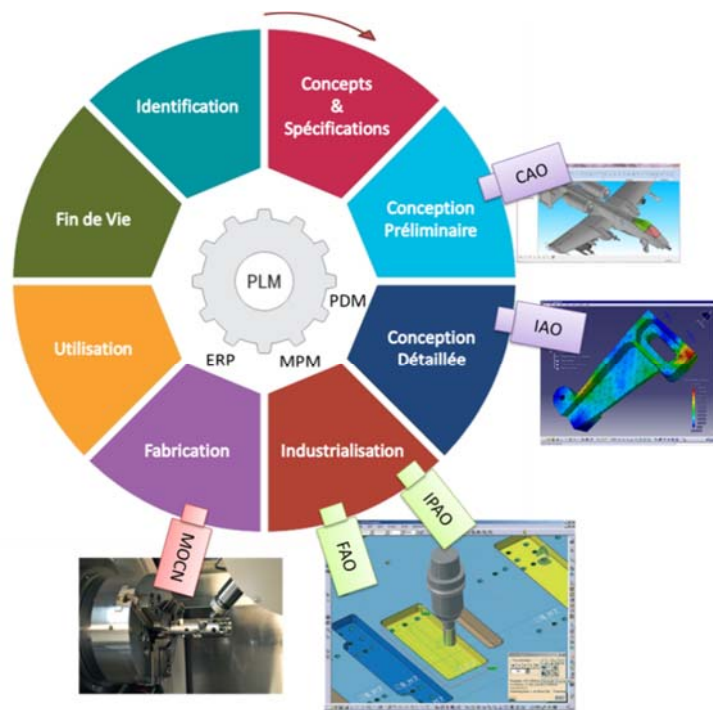 Identification
Concepts
&
Spécifications
CAO
Conception
Préliminaire
Fin de Vie
PLM
PDM
IAO
Conception
Détaillée
Utilisation
ERP
MPM
Fabrication
Industrialisation
IPAO
FAO
MOCN